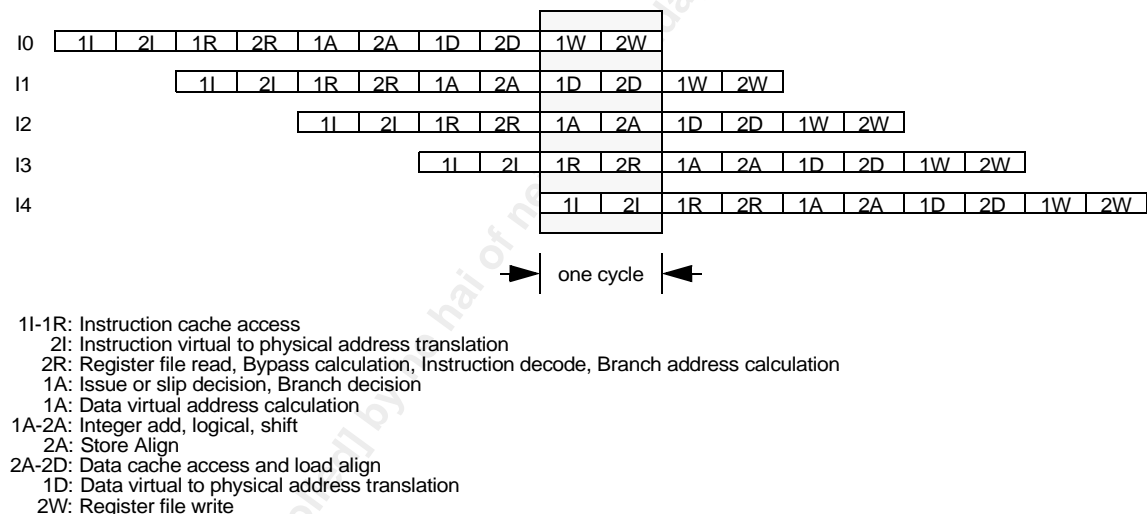 I0 1I 2I 1R 2R 1A 2A 1D 2D 1W 2W
I1 1I 2I 1R 2R 1A 2A 1D 2D 1W 2W
I2 1I 2I 1R 2R 1A 2A 1D 2D 1W 2W
I3 1I 2I 1R 2R 1A 2A 1D 2D 1W 2W
I4 1I 2I 1R 2R 1A 2A 1D 2D 1W 2W
one cycle
1I-1R: Instruction cache access
2I: Instruction virtual to physical address translation
2R: Register file read, Bypass calculation, Instruction decode, Branch address calculation
1A: Issue or slip decision, Branch decision
1A: Data virtual address calculation
1A-2A: Integer add, logical, shift
2A: Store Align
2A-2D: Data cache access and load align
1D: Data virtual to physical address translation
2W: Register file write